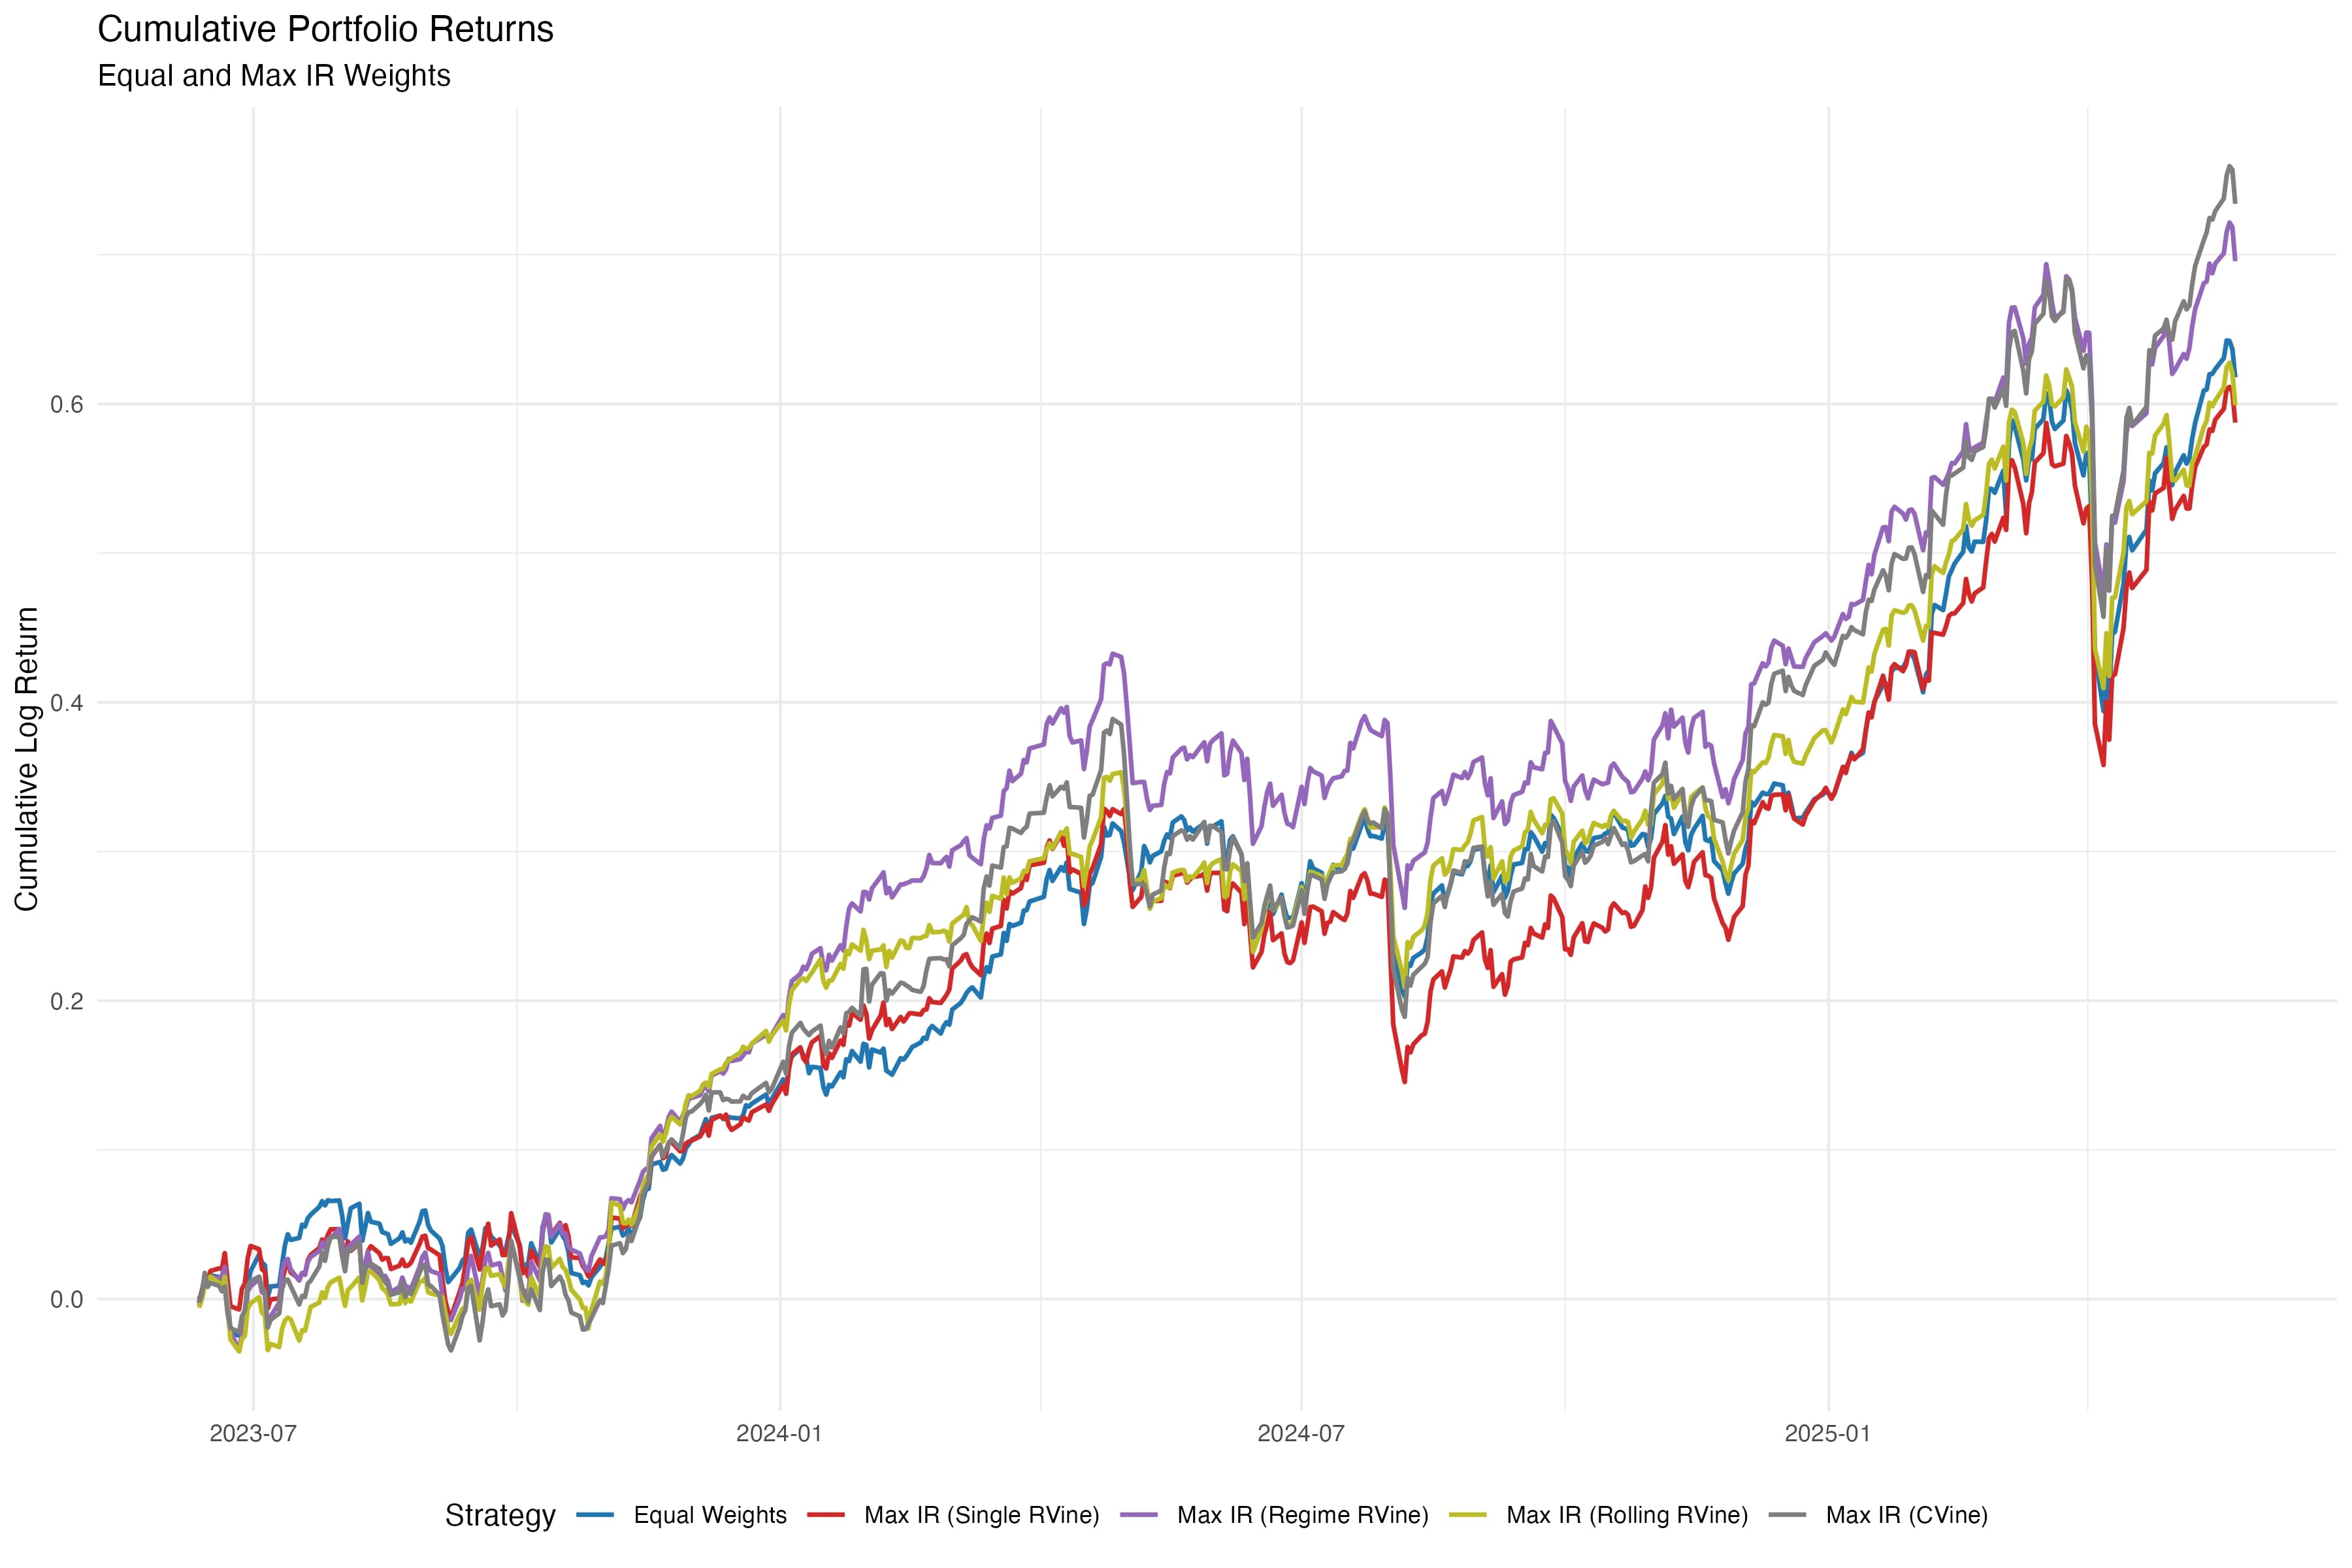 Cumulative Portfolio Returns
Equal and Max IR Weights
Cumulative Log Return
0.6
0.4
0.2
0.0
2023-07 2024-01 2024-07 2025-01
Strategy Equal Weights Max IR (Single RVine) Max IR (Regime RVine) Max IR (Rolling RVine) Max IR (CVine)